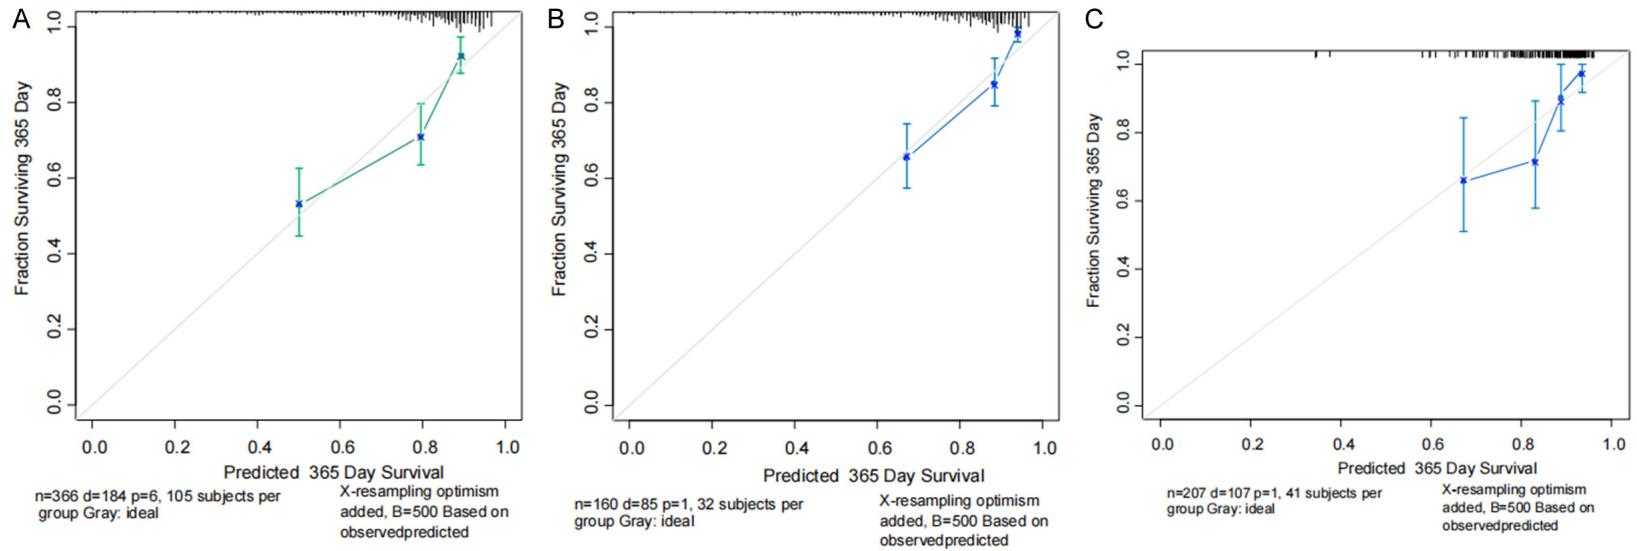 A
1.0
0.8
0.6
0.4
0.2
0.0
Fraction Surviving 365 Day
0.0 0.2 0.4 0.6 0.8 1.0
Predicted 365 Day Survival
n=366 d=184 p=6, 105 subjects per
group Gray: ideal
X-resampling optimism
added, B=500 Based on
observedpredicted
B
1.0
0.8
0.6
0.4
0.2
0.0
Fraction Surviving 365 Day
0.0 0.2 0.4 0.6 0.8 1.0
Predicted 365 Day Survival
n=160 d=85 p=1, 32 subjects per
group Gray: ideal
X-resampling optimism
added, B=500 Based on
observedpredicted
C
1.0
0.8
0.6
0.4
0.2
0.0
Fraction Surviving 365 Day
0.0 0.2 0.4 0.6 0.8 1.0
Predicted 365 Day Survival
n=207 d=107 p=1, 41 subjects per
group Gray: ideal
X-resampling optimism
added, B=500 Based on
observedpredicted